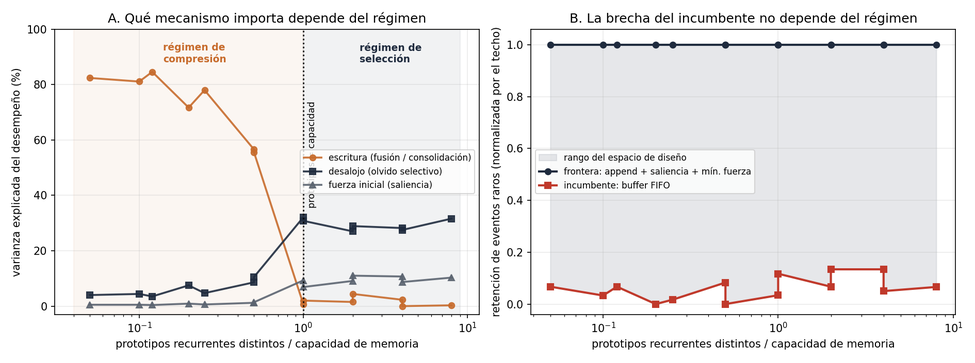 A. Qué mecanismo importa depende del régimen
varianza explicada del desempeño (%)
100
80
60
40
20
0
régimen de
compresión
régimen de
selección
capacidad
escritura (fusión / consolidación)
desalojo (olvido selectivo)
fuerza inicial (saliencia)
10⁻¹
10⁰
10¹
prototipos recurrentes distintos / capacidad de memoria
B. La brecha del incumbente no depende del régimen
retención de eventos raros (normalizada por el techo)
1.0
0.8
0.6
0.4
0.2
0.0
rango del espacio de diseño
frontera: append + saliencia + mín. fuerza
incumbente: buffer FIFO
10⁻¹
10⁰
10¹
prototipos recurrentes distintos / capacidad de memoria